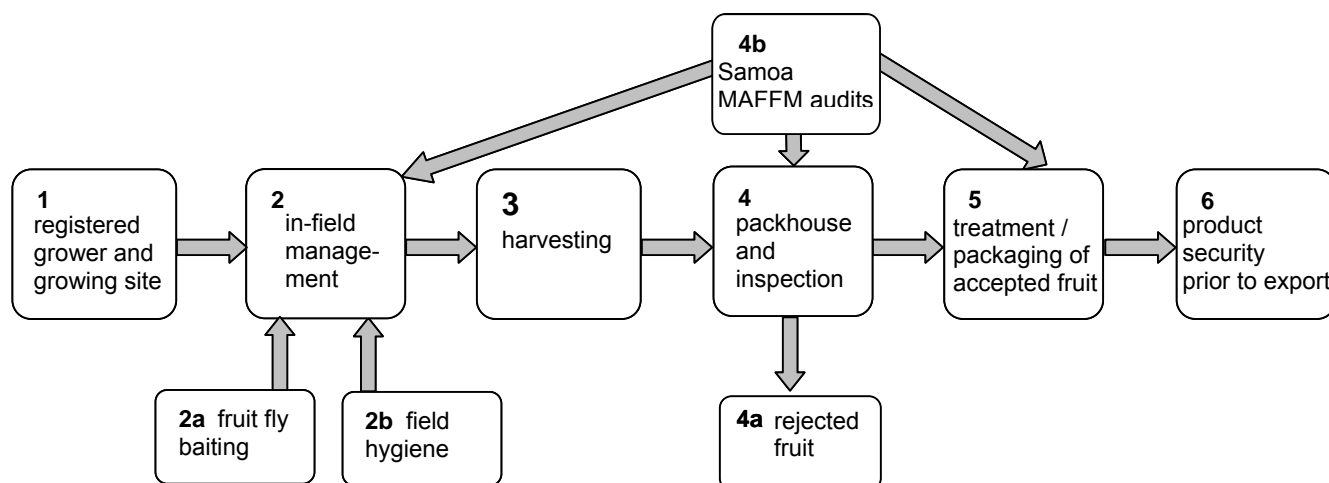 4b
Samoa
MAFFM audits
1
registered
grower and
growing site
2
in-field
manage-
ment
3
harvesting
4
packhouse
and
inspection
5
treatment /
packaging of
accepted fruit
6
product
security
prior to export
2a fruit fly
baiting
2b field
hygiene
4a rejected
fruit